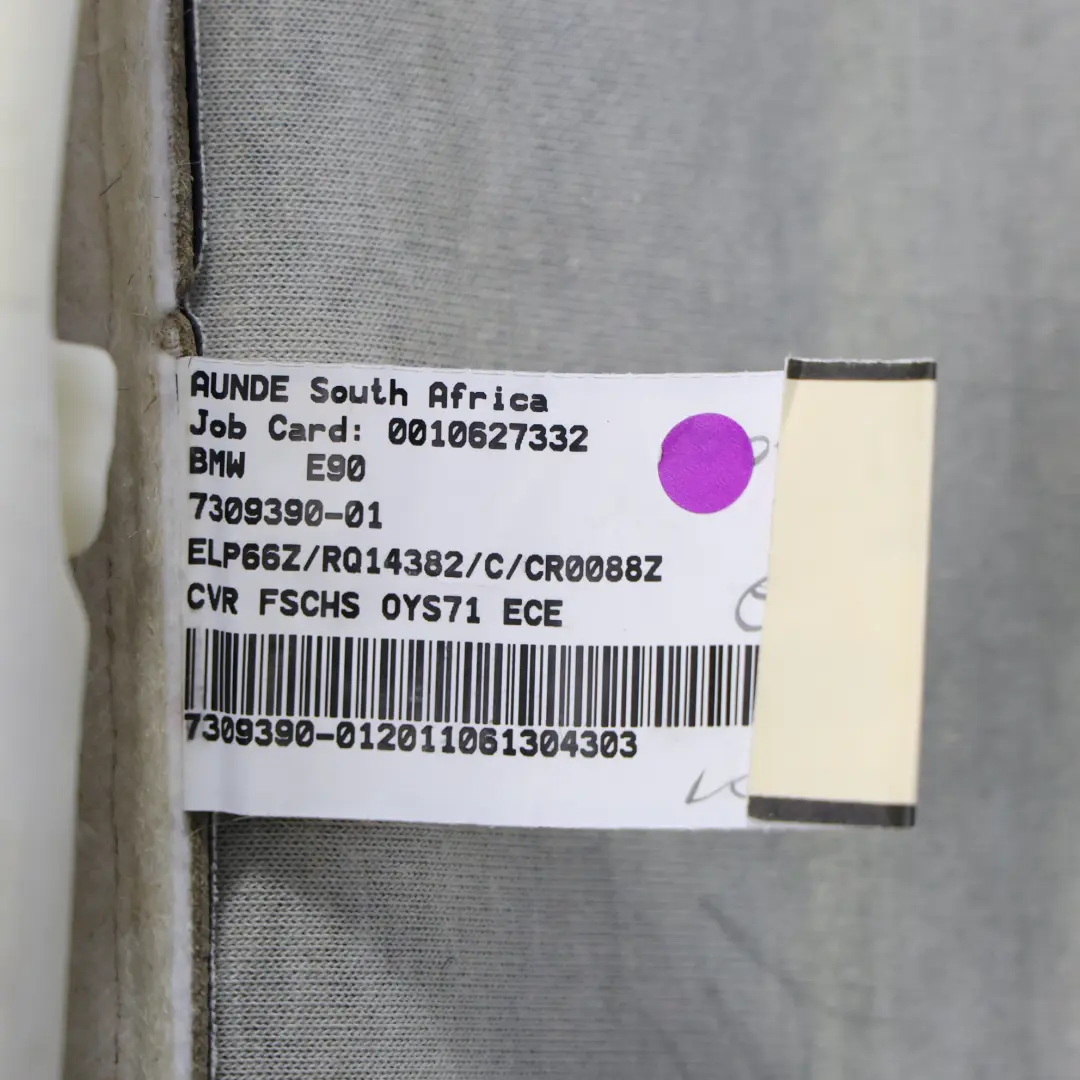 AUNDE South Africa
Job Card: 0010627332
BMW E90
7309390-01
ELP66Z/RQ14382/C/CR0088Z
CVR FSCHS OYS71 ECE
7309390-012011061304303